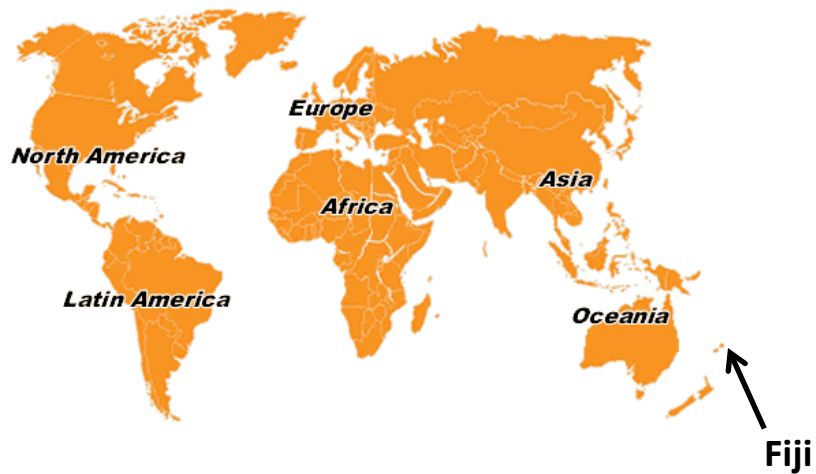 Europe
North America
Asia
Africa
Latin America
Oceania
Fiji